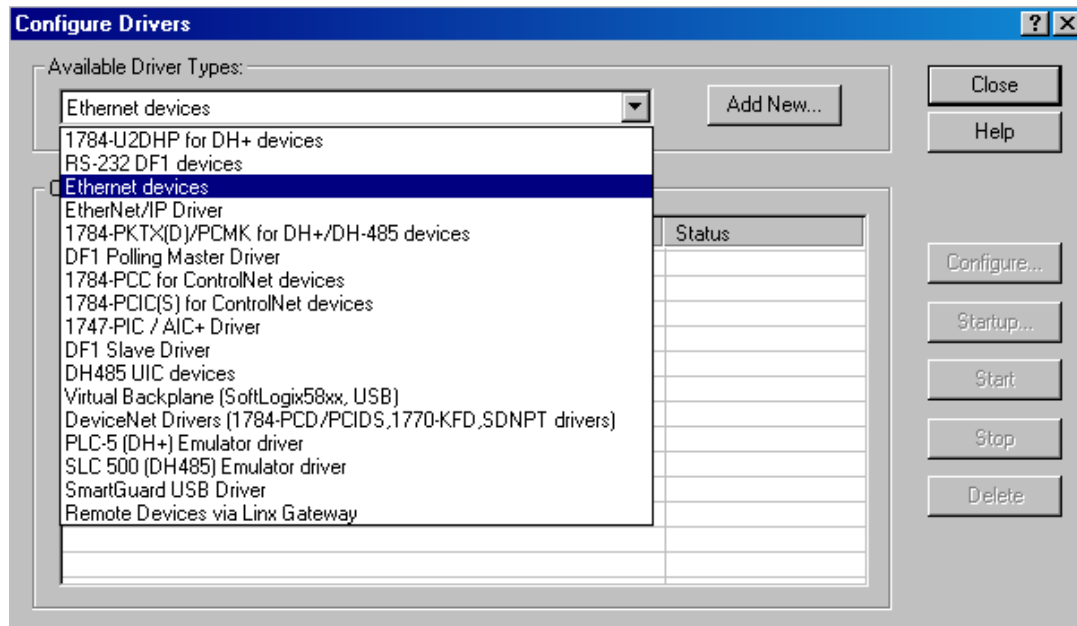 Configure Drivers
Available Driver Types:
Ethernet devices
Add New...
Close
Help
1784-U2DHP for DH+ devices
RS-232 DF1 devices
Ethernet devices
EtherNet/IP Driver
1784-PKTX(D)/PCMK for DH+/DH-485 devices
DF1 Polling Master Driver
1784-PCC for ControlNet devices
1784-PCIC(S) for ControlNet devices
1747-PIC / AIC+ Driver
DF1 Slave Driver
DH485 UIC devices
Virtual Backplane (SoftLogix58xx, USB)
DeviceNet Drivers (1784-PCD/PCIDS,1770-KFD,SDNPT drivers)
PLC-5 (DH+) Emulator driver
SLC 500 (DH485) Emulator driver
SmartGuard USB Driver
Remote Devices via Linx Gateway
Status
Configure...
Startup...
Start
Stop
Delete